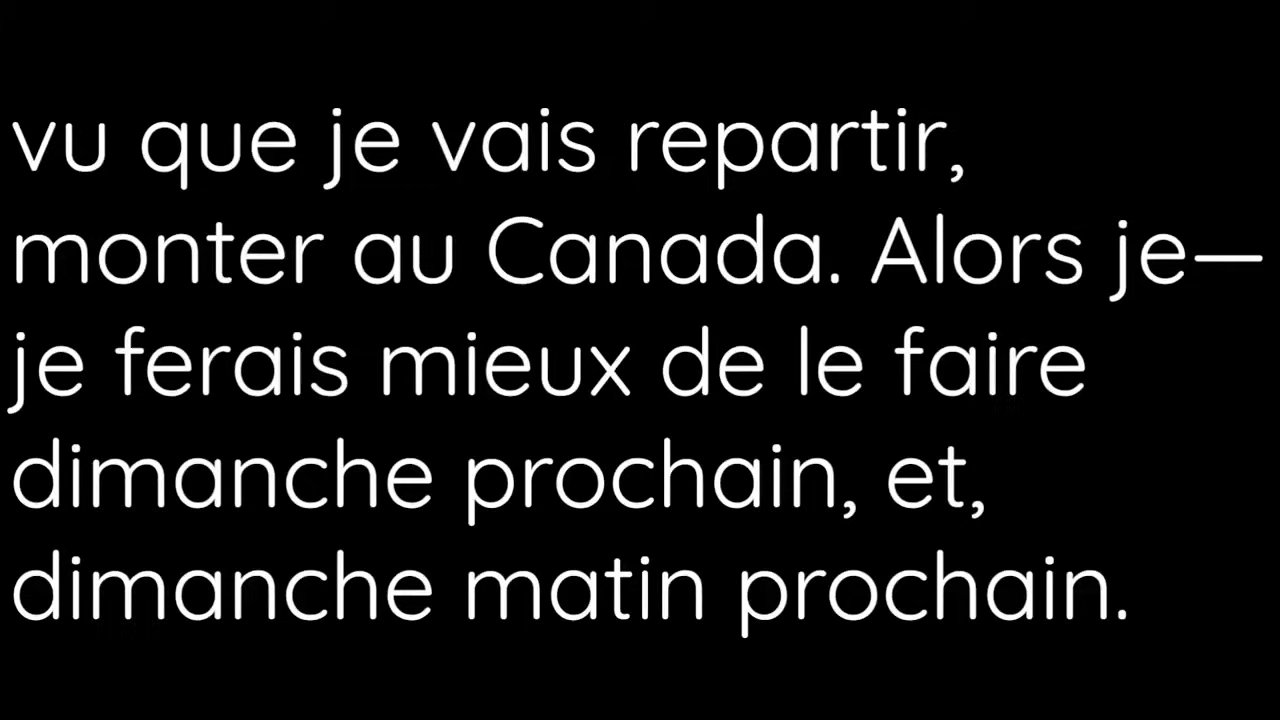 vu que je vais repartir,
monter au Canada. Alors je—
je ferais mieux de le faire
dimanche prochain, et,
dimanche matin prochain.